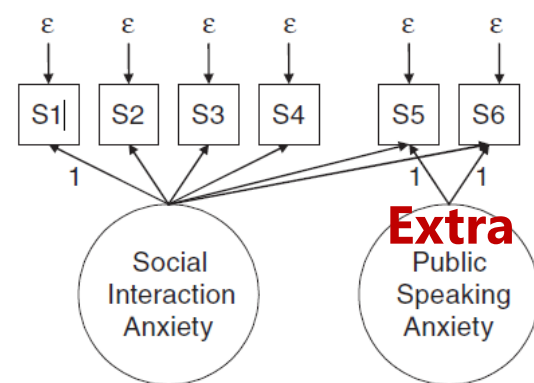 ε ε ε ε ε ε
S1 S2 S3 S4 S5 S6
1 1 1
Extra
Social
Interaction
Anxiety
Public
Speaking
Anxiety